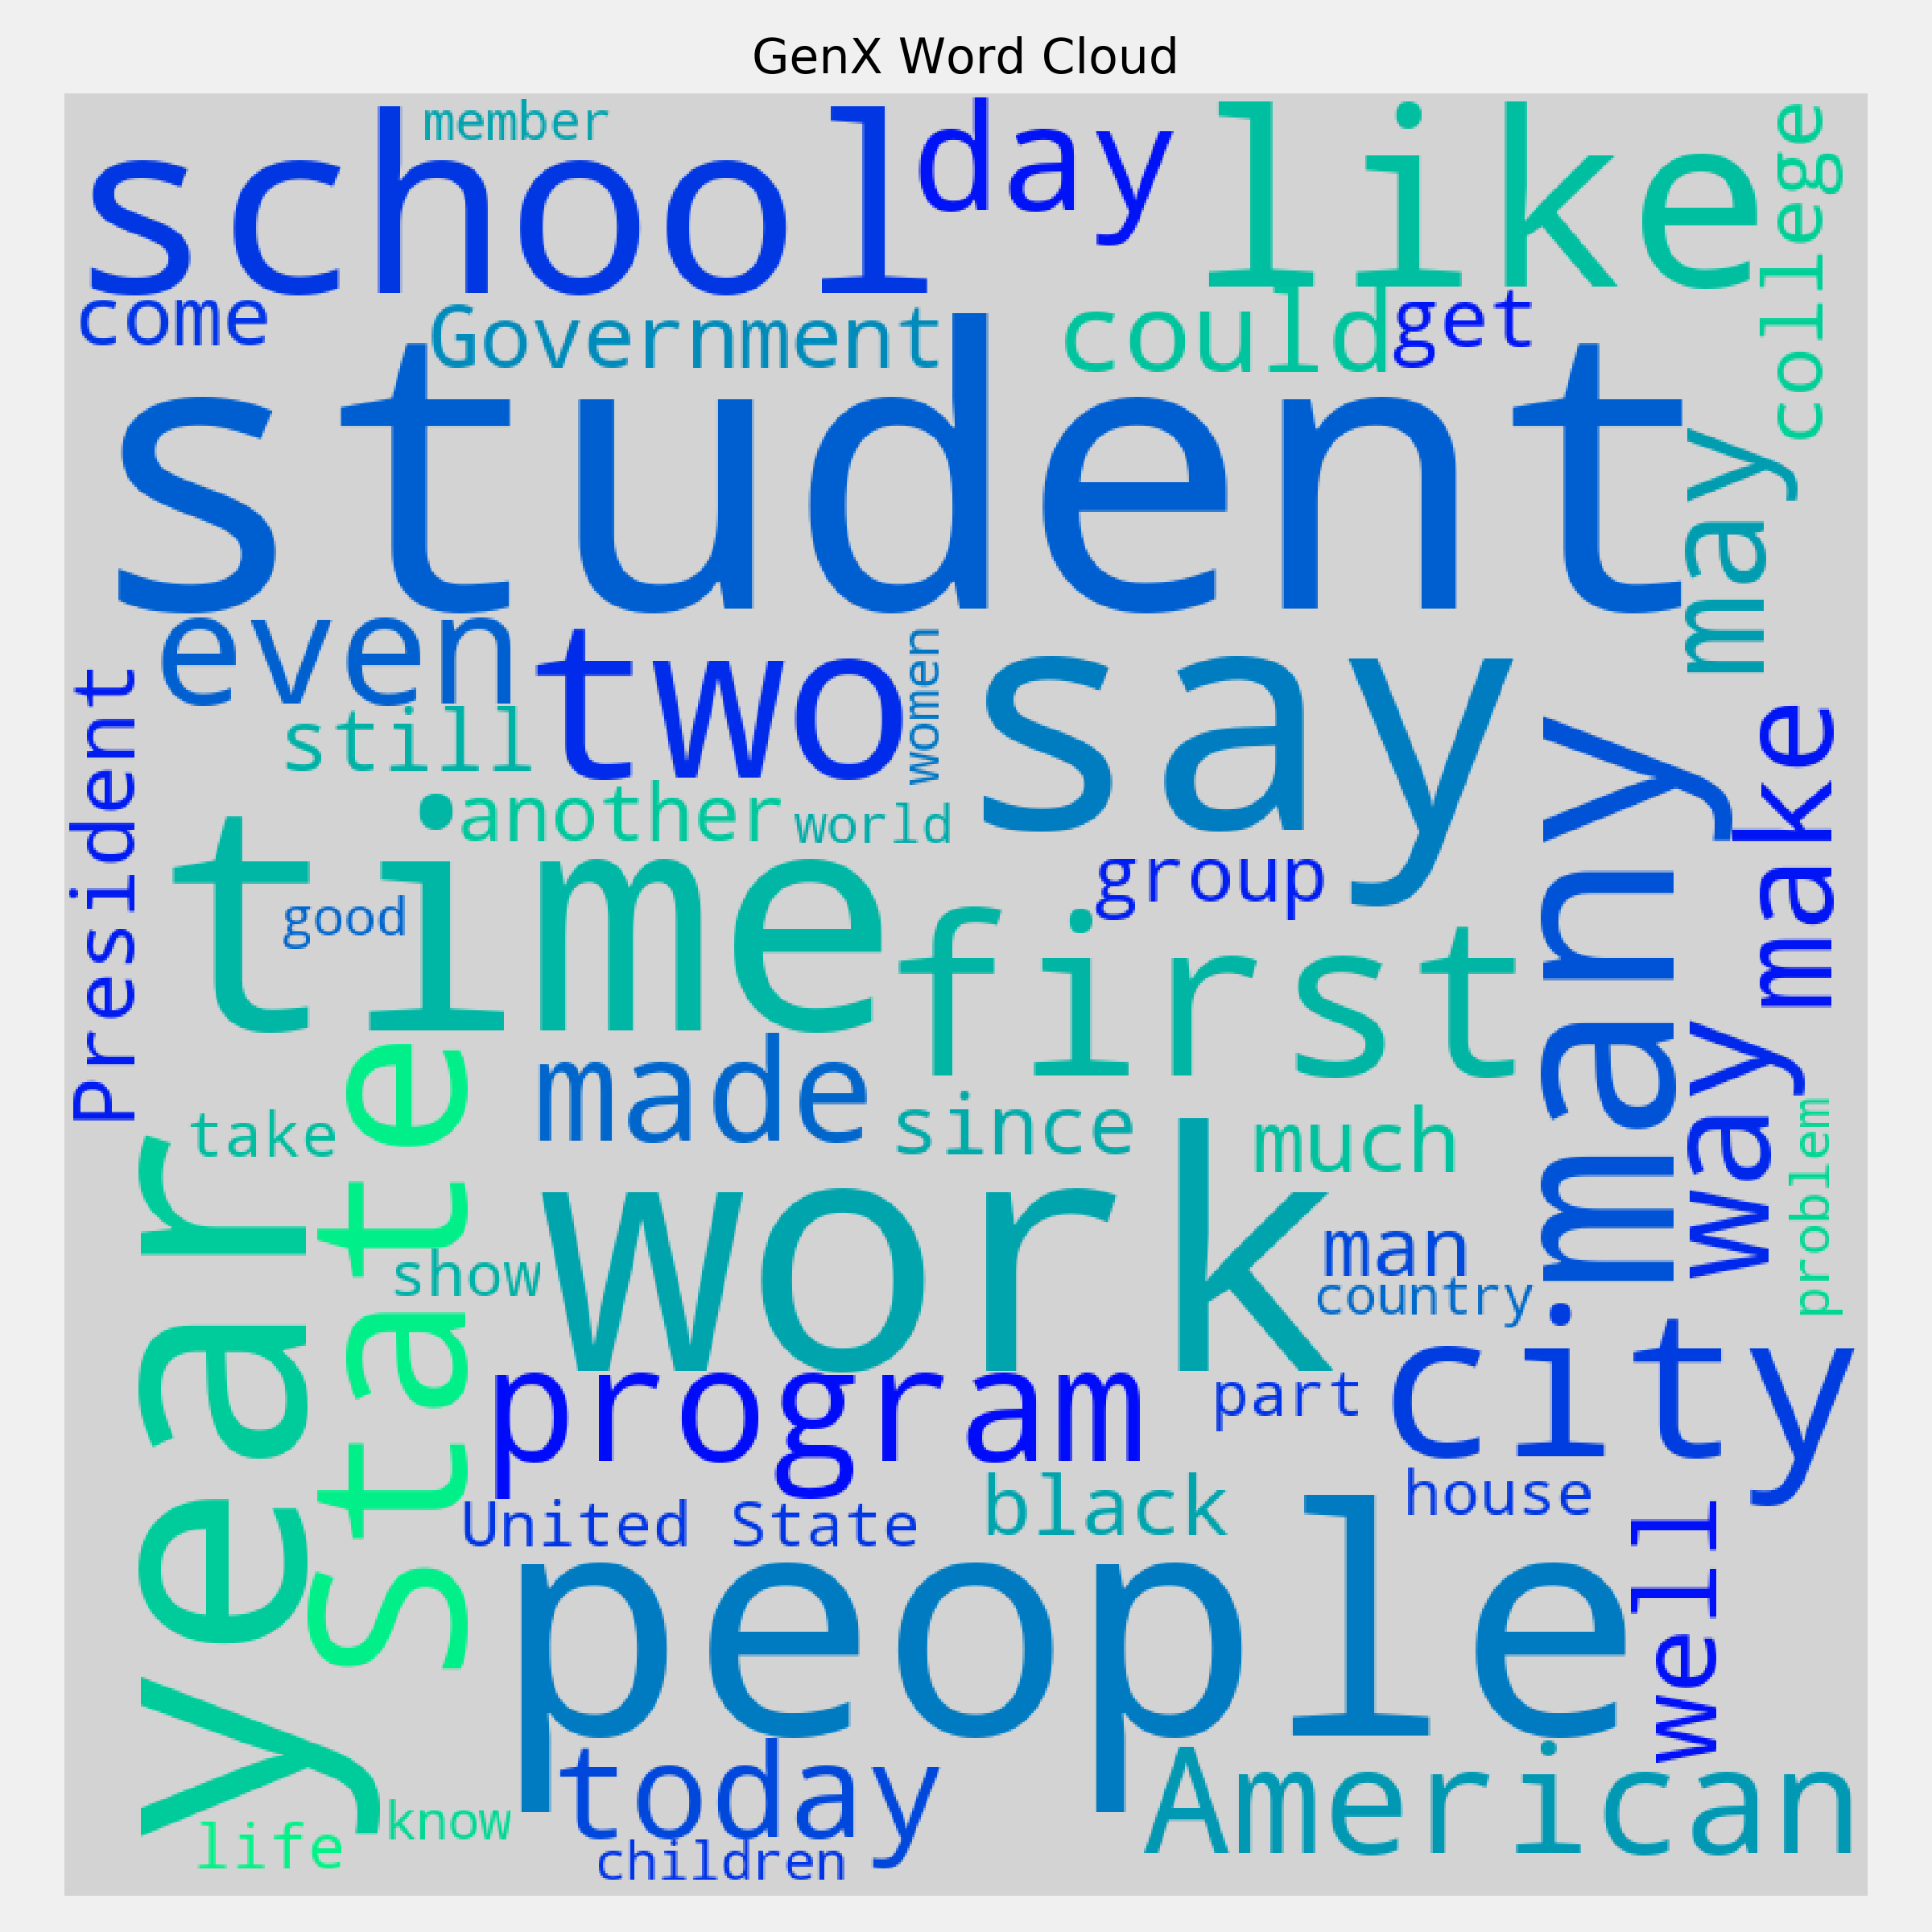 GenX Word Cloud
member
school
day
like
college
come
Government
could
get
student
may
even
two
women
say
still
President
another
world
many
make
time
good
group
first
State
made
since
much
way
take
year
work
problem
show
man
country
city
program
part
United State
black
house
people
well
today
American
life
know
children